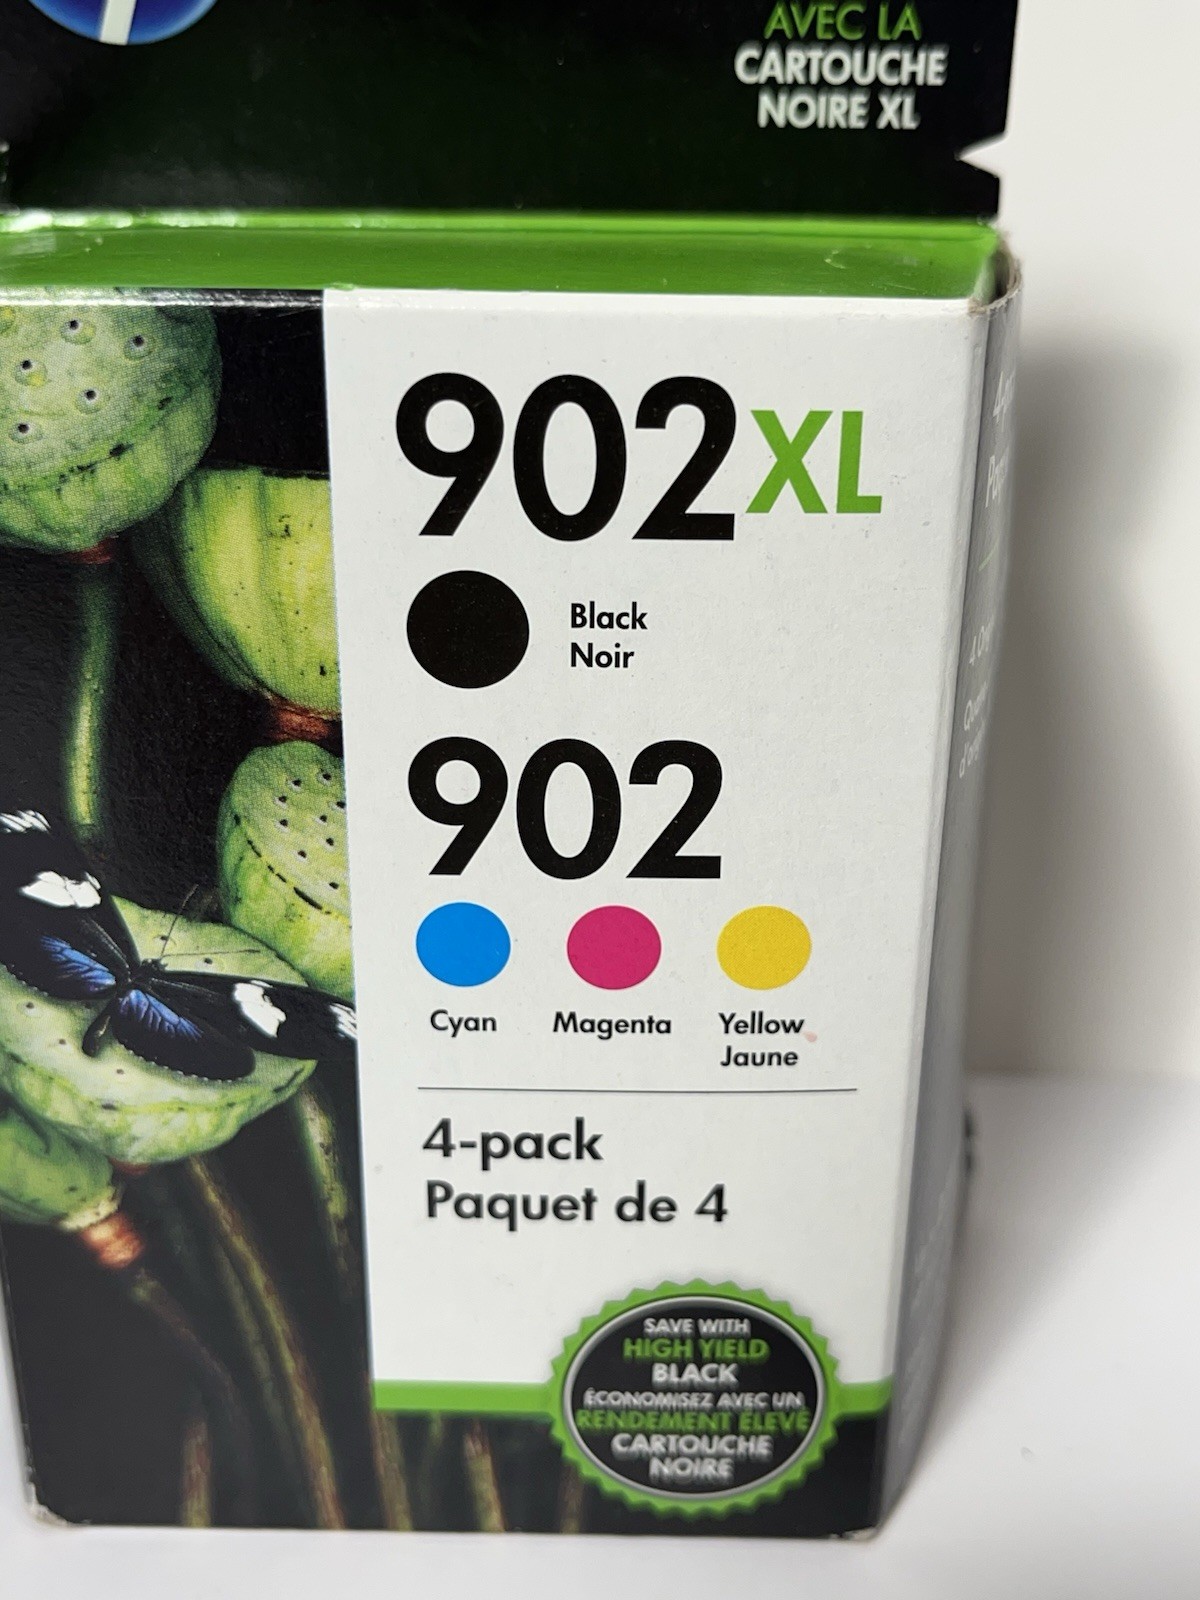 AVEC LA
CARTOUCHE
NOIRE XL
902XL
Black
Noir
902
Cyan
Magenta
Yellow
Jaune
4-pack
Paquet de 4
SAVE WITH
HIGH YIELD
BLACK
ÉCONOMISEZ AVEC UN
RENDEMENT ÉLEVÉ
CARTOUCHE
NOIRE